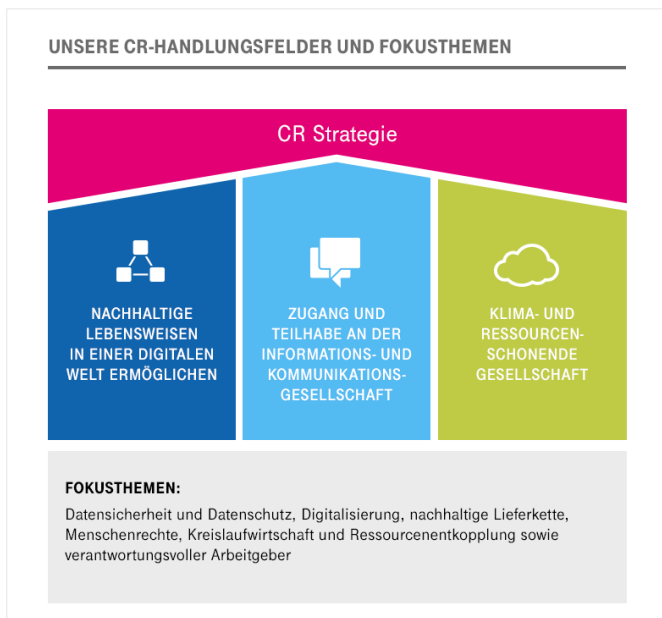 UNSERE CR-HANDLUNGSFELDER UND FOKUSTHEMEN
CR Strategie
NACHHALTIGE
LEBENSWEISEN
IN EINER DIGITALEN
WELT ERMÖGLICHEN
ZUGANG UND
TEILHABE AN DER
INFORMATIONS- UND
KOMMUNIKATIONS-
GESELLSCHAFT
KLIMA- UND
RESSOURCEN-
SCHONENDE
GESELLSCHAFT
FOKUSTHEMEN:
Datensicherheit und Datenschutz, Digitalisierung, nachhaltige Lieferkette,
Menschenrechte, Kreislaufwirtschaft und Ressourcenentkopplung sowie
verantwortungsvoller Arbeitgeber